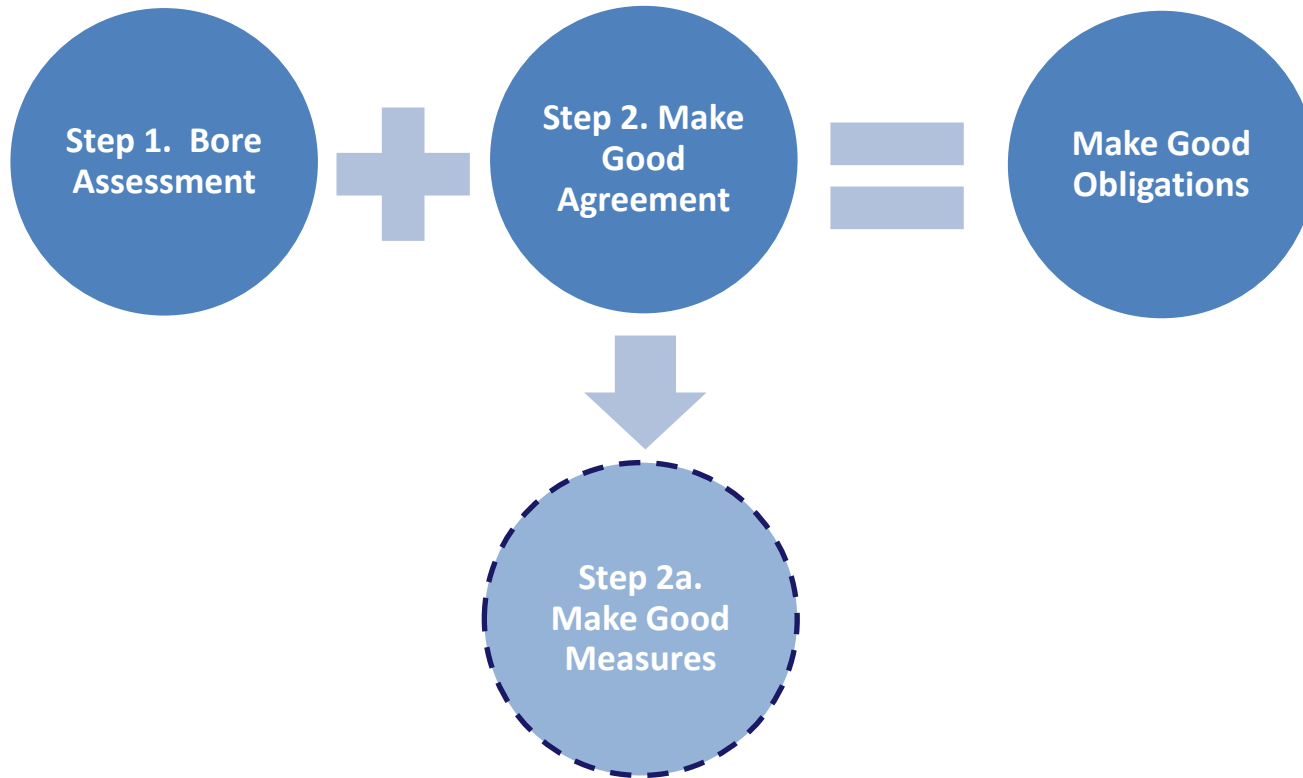 Step 1. Bore
Assessment
Step 2. Make
Good
Agreement
Make Good
Obligations
Step 2a.
Make Good
Measures